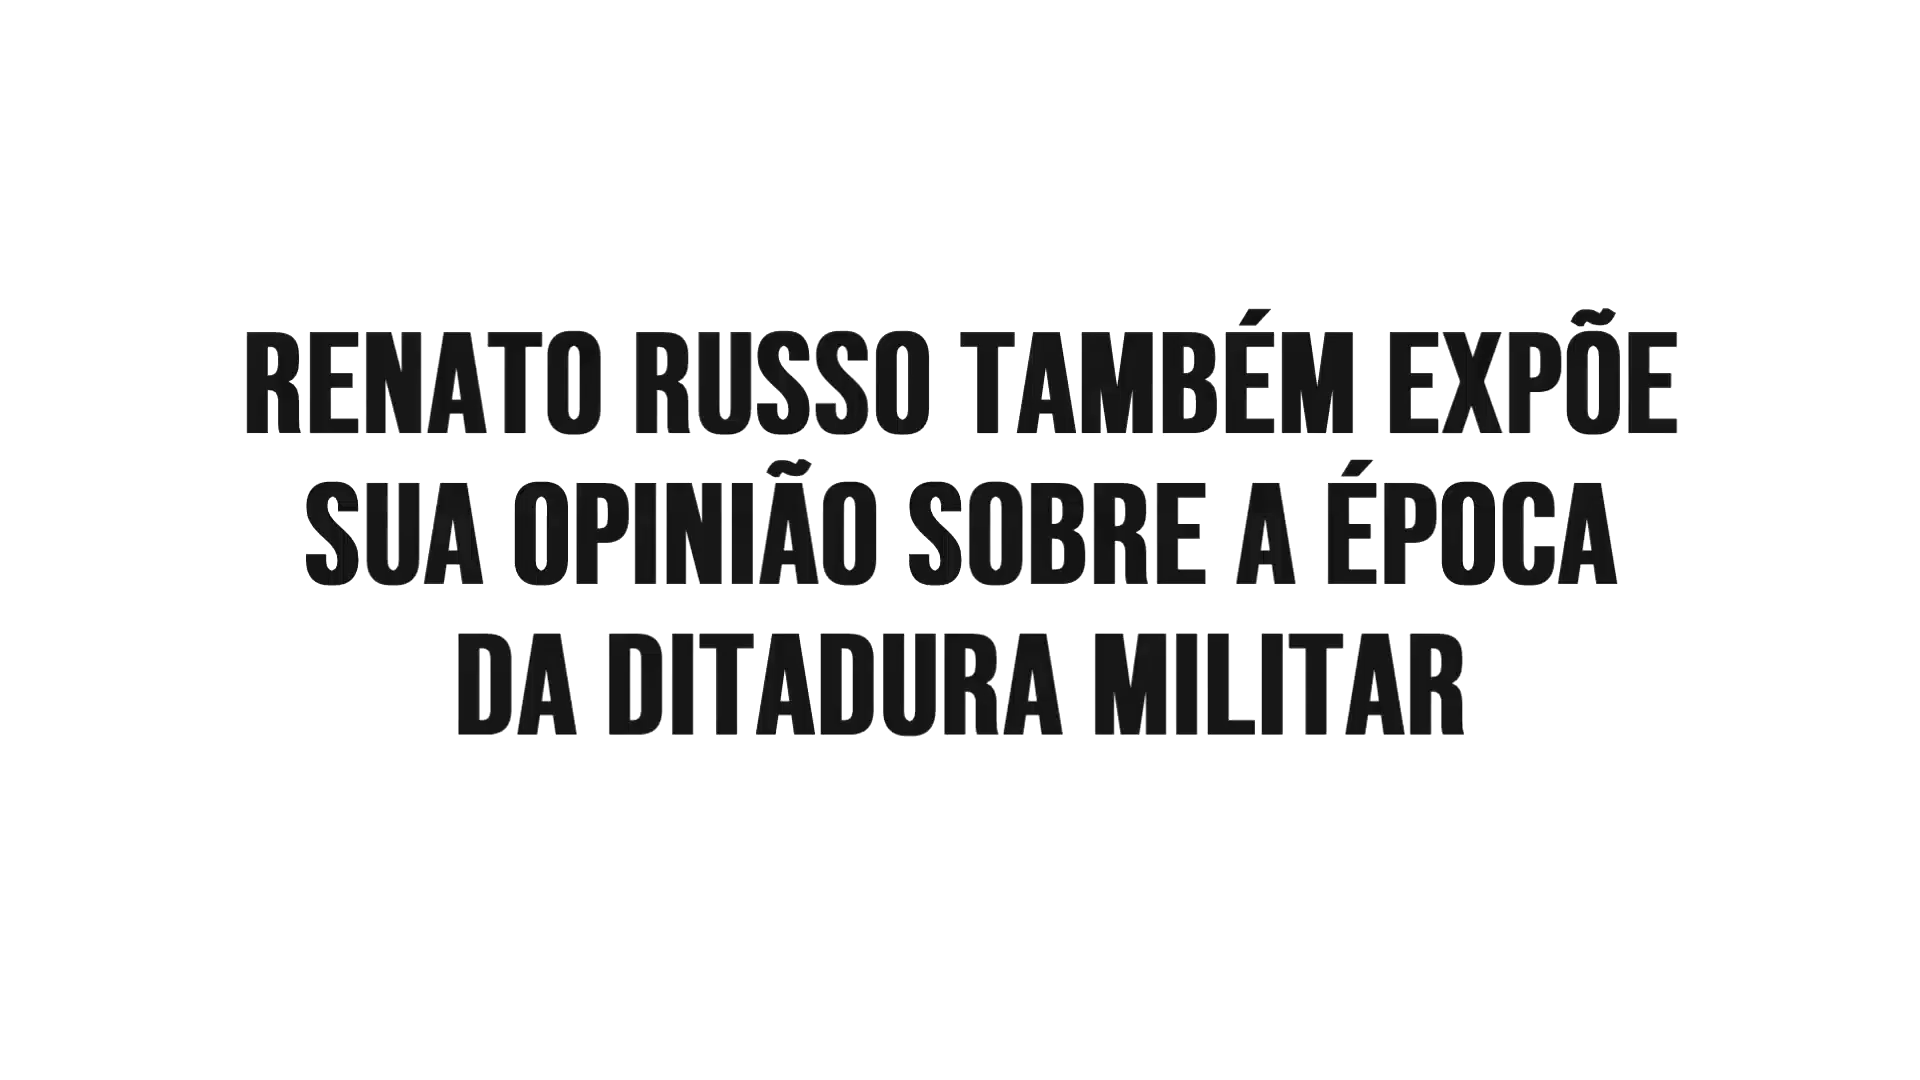 RENATO RUSSO TAMBÉM EXPÕE
SUA OPINIÃO SOBRE A ÉPOCA
DA DITADURA MILITAR